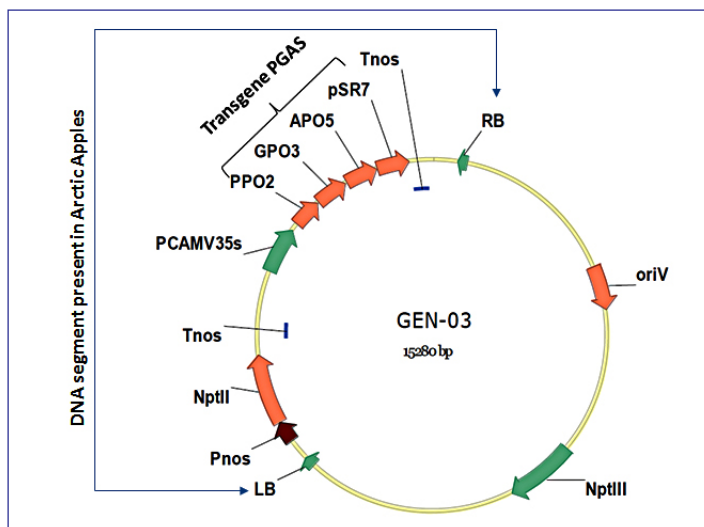 DNA segment present in Arctic Apples
Transgene PGAS
Tnos
pSR7
APO5
GPO3
PPO2
PCAMV35s
Tnos
NptII
Pnos
LB
RB
oriV
NptIII
GEN-03
15280 bp